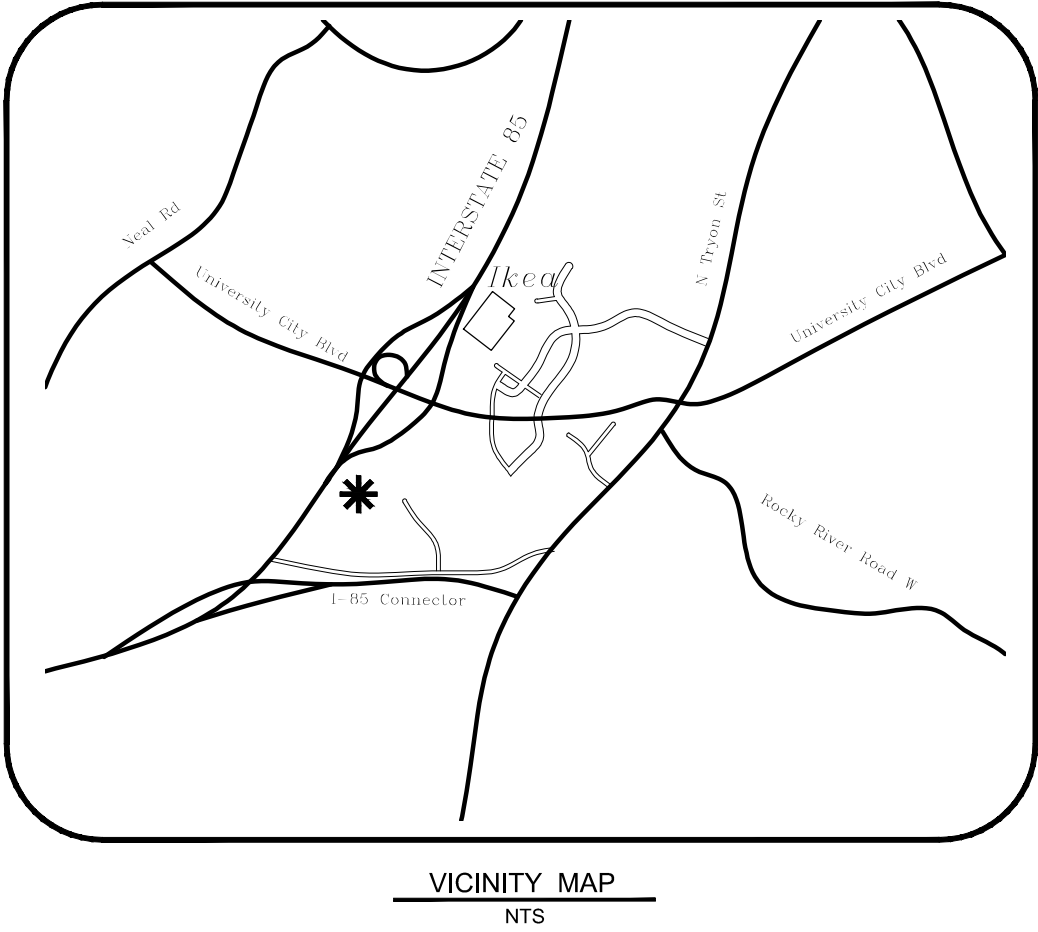 INTERSTATE 85
Neal Rd
N Tryon St
University City Blvd
Ikea
University City Blvd
Rocky River Road W
I-85 Connector
VICINITY MAP
NTS